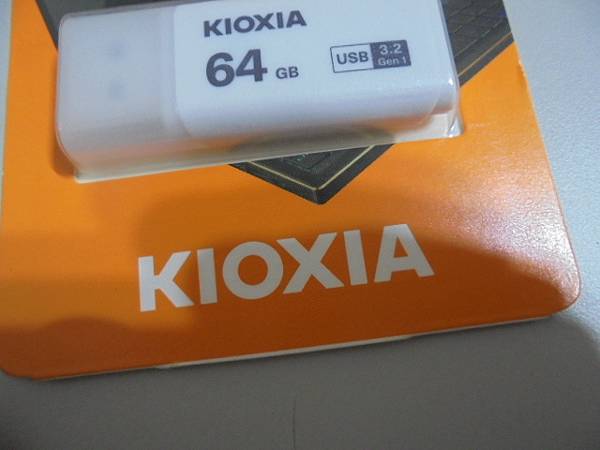 KIOXIA
64 GB
USB 3.2
Gen 1
KIOXIA